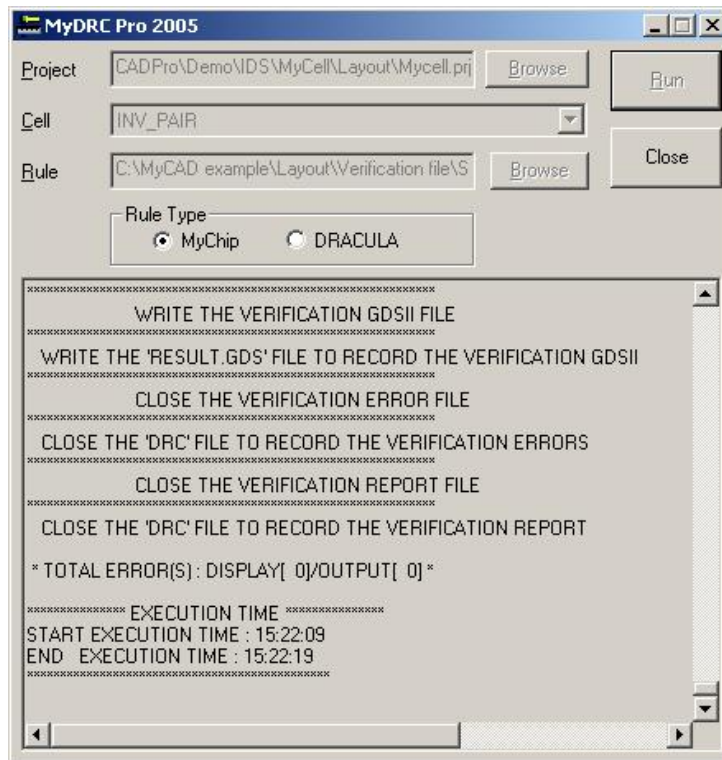 MyDRC Pro 2005
Project CADPro\Demo\IDS\MyCell\Layout\Mycell.prj Browse Run
Cell INV_PAIR
Rule C:\MyCAD example\Layout\Verification file\S Browse Close
Rule Type
MyChip DRACULA
**************************************************************
WRITE THE VERIFICATION GDSII FILE
**************************************************************
WRITE THE 'RESULT.GDS' FILE TO RECORD THE VERIFICATION GDSII
**************************************************************
CLOSE THE VERIFICATION ERROR FILE
**************************************************************
CLOSE THE 'DRC' FILE TO RECORD THE VERIFICATION ERRORS
**************************************************************
CLOSE THE VERIFICATION REPORT FILE
**************************************************************
CLOSE THE 'DRC' FILE TO RECORD THE VERIFICATION REPORT
* TOTAL ERROR(S) : DISPLAY[ 0]/OUTPUT[ 0] *
*************** EXECUTION TIME ***************
START EXECUTION TIME : 15:22:09
END EXECUTION TIME : 15:22:19
**********************************************